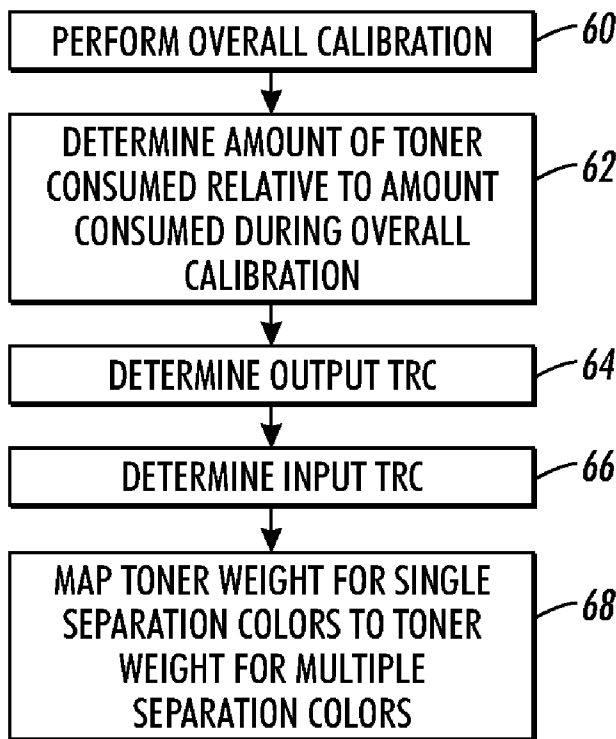 PERFORM OVERALL CALIBRATION
60
DETERMINE AMOUNT OF TONER
CONSUMED RELATIVE TO AMOUNT
CONSUMED DURING OVERALL
CALIBRATION
62
DETERMINE OUTPUT TRC
64
DETERMINE INPUT TRC
66
MAP TONER WEIGHT FOR SINGLE
SEPARATION COLORS TO TONER
WEIGHT FOR MULTIPLE
SEPARATION COLORS
68